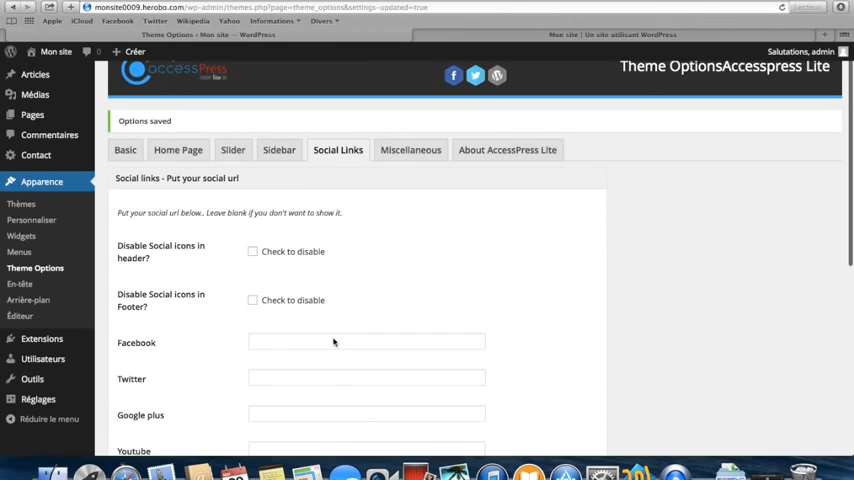 monsite0009.herobo.com/wp-admin/themes.php?page=theme_options&settings-updated=true
Lecteur
Apple iCloud Facebook Twitter Wikipedia Yahoo Informations Divers
Theme Options‹ Mon site — WordPress
Mon site | Un site utilisant WordPress
Mon site 0 + Créer
Salutations, admin
accessPress
lite
Theme OptionsAccesspress Lite
Articles
Médias
Pages
Commentaires
Contact
Apparence
Thèmes
Personnaliser
Widgets
Menus
Theme Options
En-tête
Arrière-plan
Éditeur
Extensions
Utilisateurs
Outils
Réglages
Réduire le menu
Options saved
Basic Home Page Slider Sidebar Social Links Miscellaneous About AccessPress Lite
Social links - Put your social url
Put your social url below.. Leave blank if you don't want to show it.
Disable Social icons in
header?
Check to disable
Disable Social icons in
Footer?
Check to disable
Facebook
Twitter
Google plus
Youtube